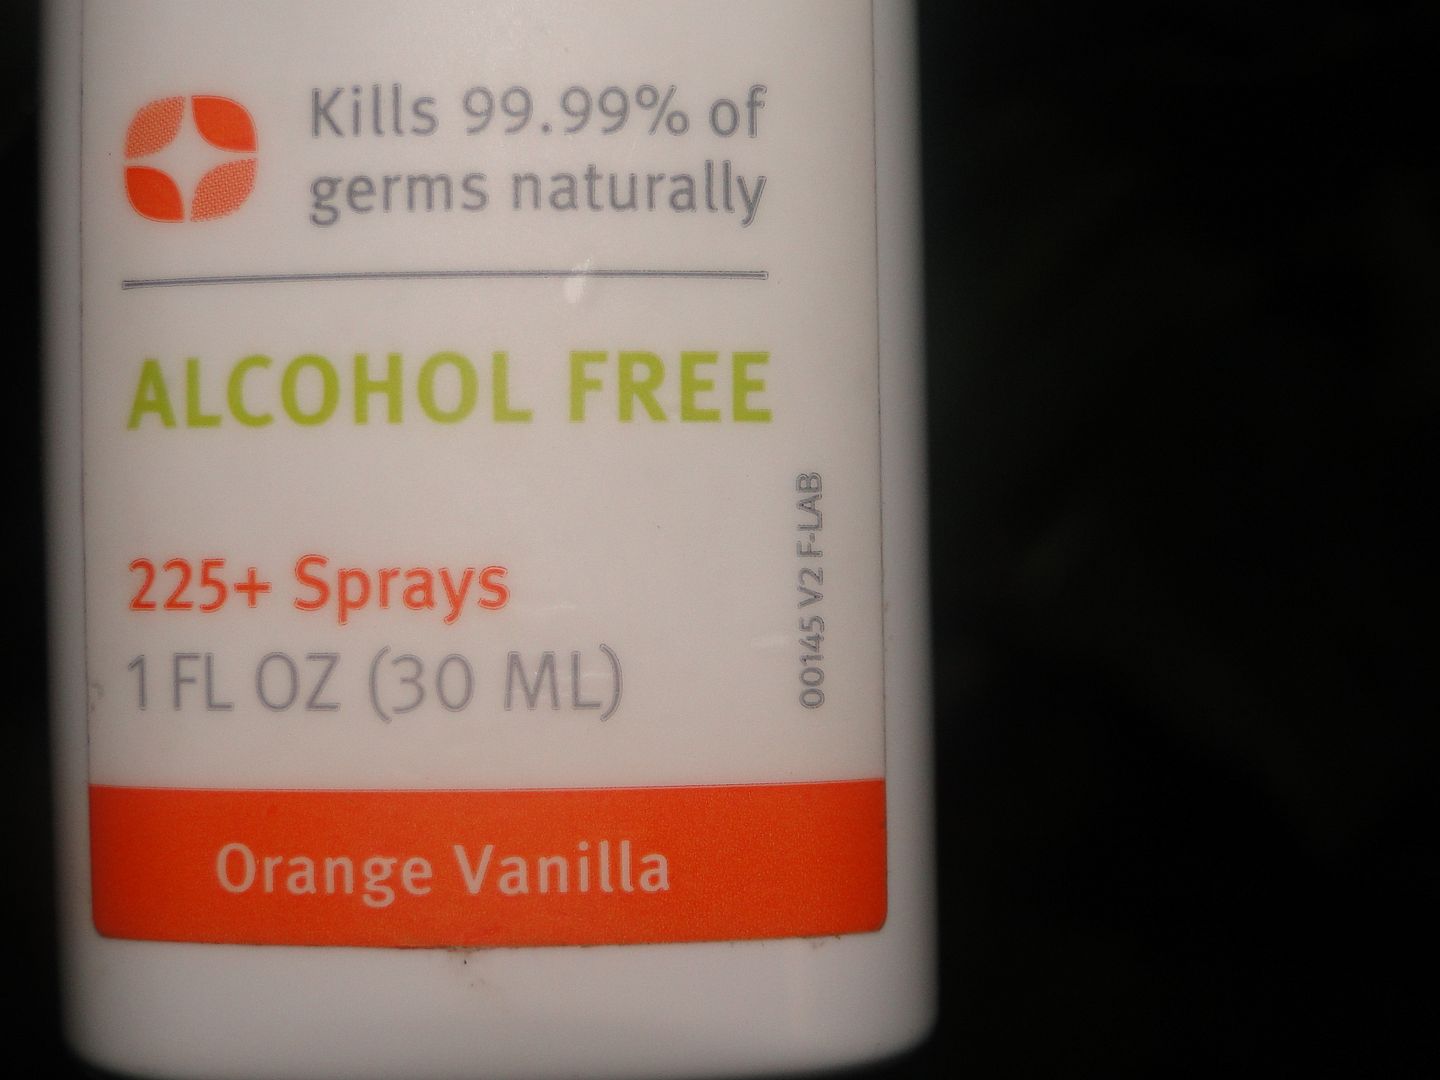 Kills 99.99% of
germs naturally
ALCOHOL FREE
225+ Sprays
1 FL OZ (30 ML)
00145 V2 F-LAB
Orange Vanilla